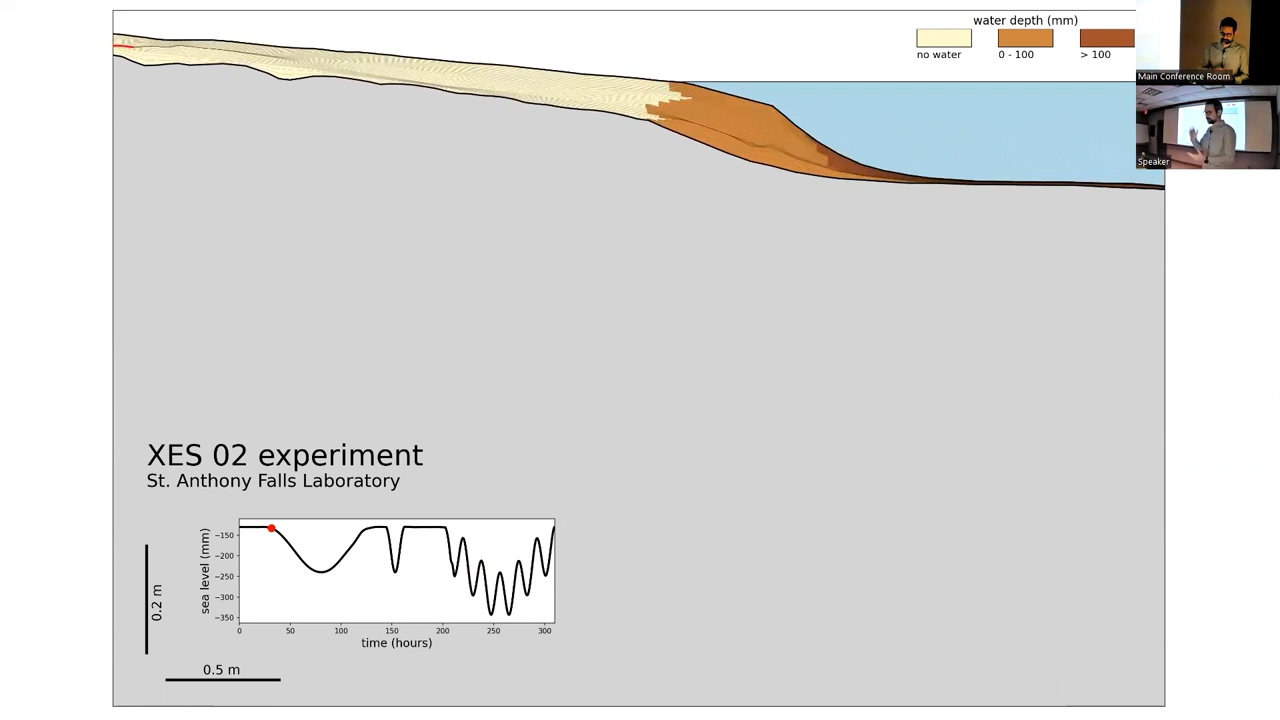 water depth (mm)
no water
0 - 100
> 100
Main Conference Room
Speaker
XES 02 experiment
St. Anthony Falls Laboratory
0.2 m
sea level (mm)
−150
−200
−250
−300
−350
0
50
100
150
200
250
300
time (hours)
0.5 m